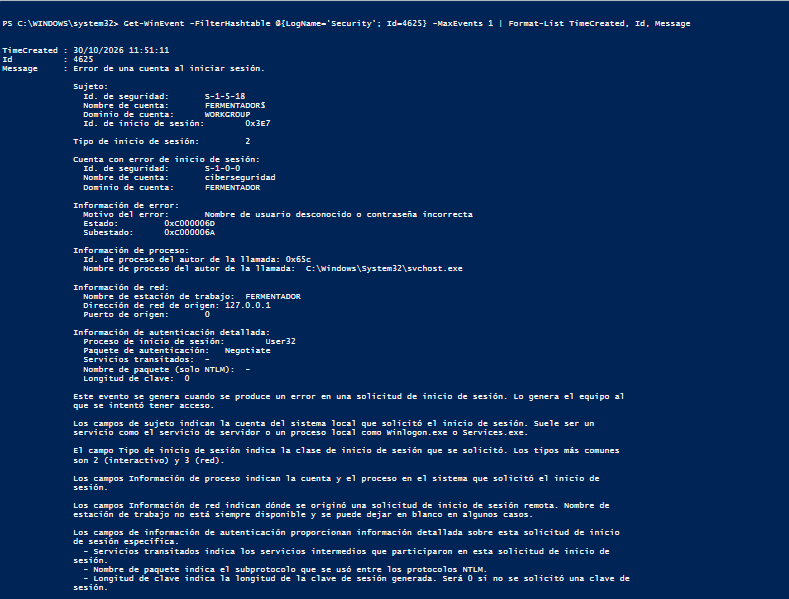 PS C:\WINDOWS\system32> Get-WinEvent -FilterHashtable @{LogName='Security'; Id=4625} -MaxEvents 1 | Format-List TimeCreated, Id, Message
TimeCreated : 30/10/2026 11:51:11
Id : 4625
Message : Error de una cuenta al iniciar sesión.
Sujeto:
Id. de seguridad: S-1-5-18
Nombre de cuenta: FERMENTADOR$
Dominio de cuenta: WORKGROUP
Id. de inicio de sesión: 0x3E7
Tipo de inicio de sesión: 2
Cuenta con error de inicio de sesión:
Id. de seguridad: S-1-0-0
Nombre de cuenta: ciberseguridad
Dominio de cuenta: FERMENTADOR
Información de error:
Motivo del error: Nombre de usuario desconocido o contraseña incorrecta
Estado: 0xC000006D
Subestado: 0xC000006A
Información de proceso:
Id. de proceso del autor de la llamada: 0x65c
Nombre de proceso del autor de la llamada: C:\Windows\System32\svchost.exe
Información de red:
Nombre de estación de trabajo: FERMENTADOR
Dirección de red de origen: 127.0.0.1
Puerto de origen: 0
Información de autenticación detallada:
Proceso de inicio de sesión: User32
Paquete de autenticación: Negotiate
Servicios transitados: -
Nombre de paquete (solo NTLM): -
Longitud de clave: 0
Este evento se genera cuando se produce un error en una solicitud de inicio de sesión. Lo genera el equipo al
que se intentó tener acceso.
Los campos de sujeto indican la cuenta del sistema local que solicitó el inicio de sesión. Suele ser un
servicio como el servicio de servidor o un proceso local como Winlogon.exe o Services.exe.
El campo Tipo de inicio de sesión indica la clase de inicio de sesión que se solicitó. Los tipos más comunes
son 2 (interactivo) y 3 (red).
Los campos Información de proceso indican la cuenta y el proceso en el sistema que solicitó el inicio de
sesión.
Los campos Información de red indican dónde se originó una solicitud de inicio de sesión remota. Nombre de
estación de trabajo no está siempre disponible y se puede dejar en blanco en algunos casos.
Los campos de información de autenticación proporcionan información detallada sobre esta solicitud de inicio
de sesión específica.
- Servicios transitados indica los servicios intermedios que participaron en esta solicitud de inicio de
sesión.
- Nombre de paquete indica el subprotocolo que se usó entre los protocolos NTLM.
- Longitud de clave indica la longitud de la clave de sesión generada. Será 0 si no se solicitó una clave de
sesión.